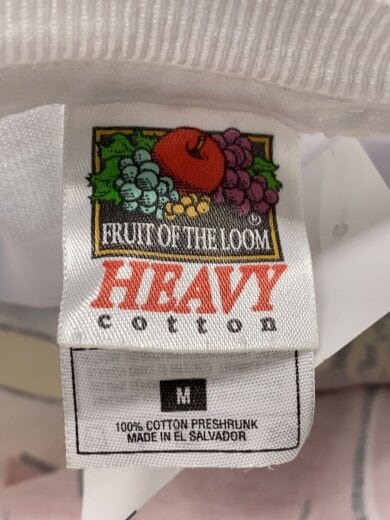 FRUIT OF THE LOOM
®
HEAVY
cotton
M
100% COTTON PRESHRUNK
MADE IN EL SALVADOR